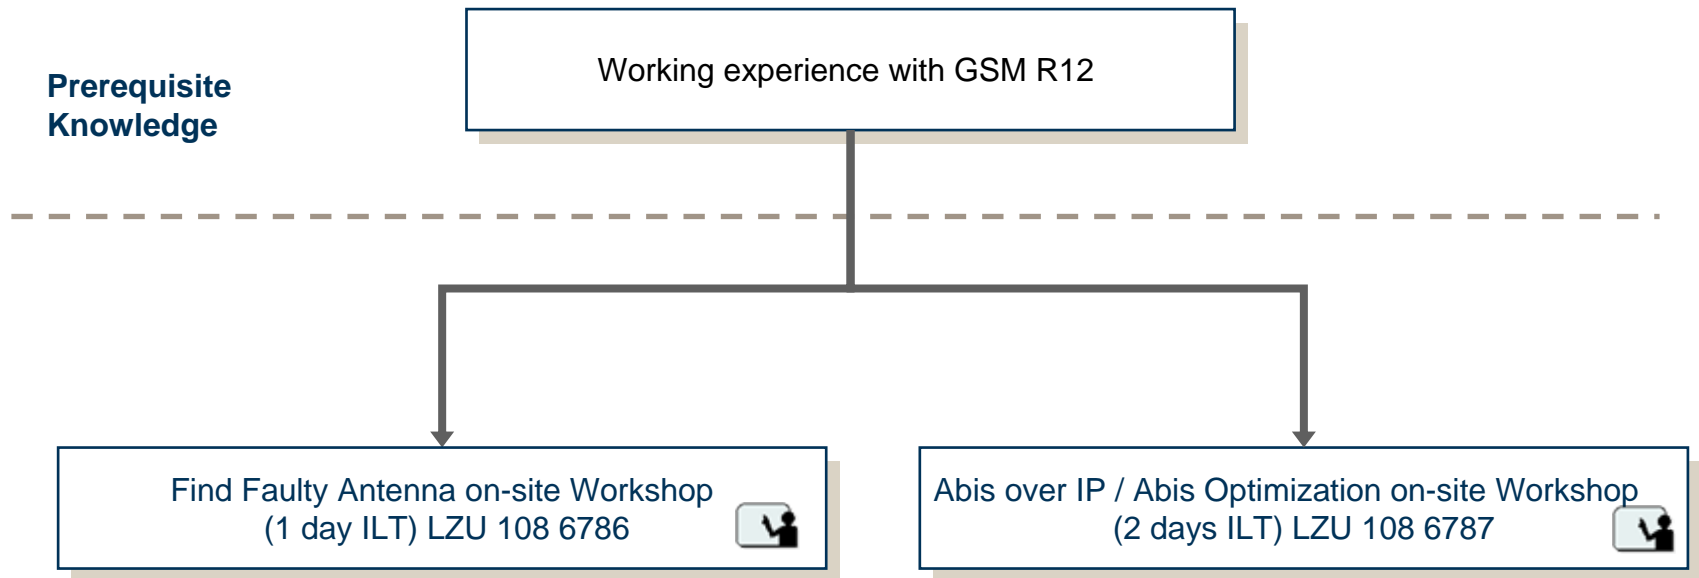 Prerequisite
Knowledge
Working experience with GSM R12
Find Faulty Antenna on-site Workshop
(1 day ILT) LZU 108 6786
Abis over IP / Abis Optimization on-site Workshop
(2 days ILT) LZU 108 6787